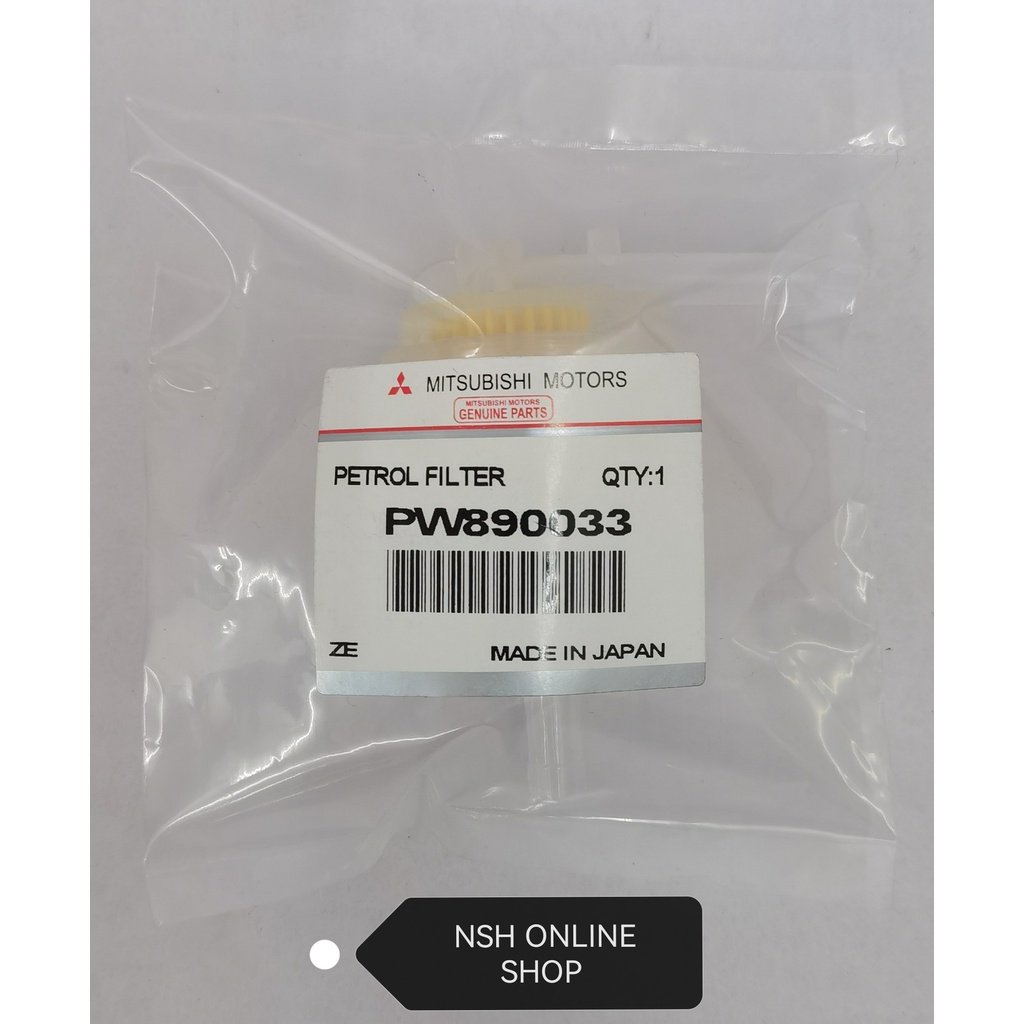 MITSUBISHI MOTORS
MITSUBISHI MOTORS
GENUINE PARTS
PETROL FILTER QTY:1
PW890033
ZE MADE IN JAPAN
NSH ONLINE
SHOP